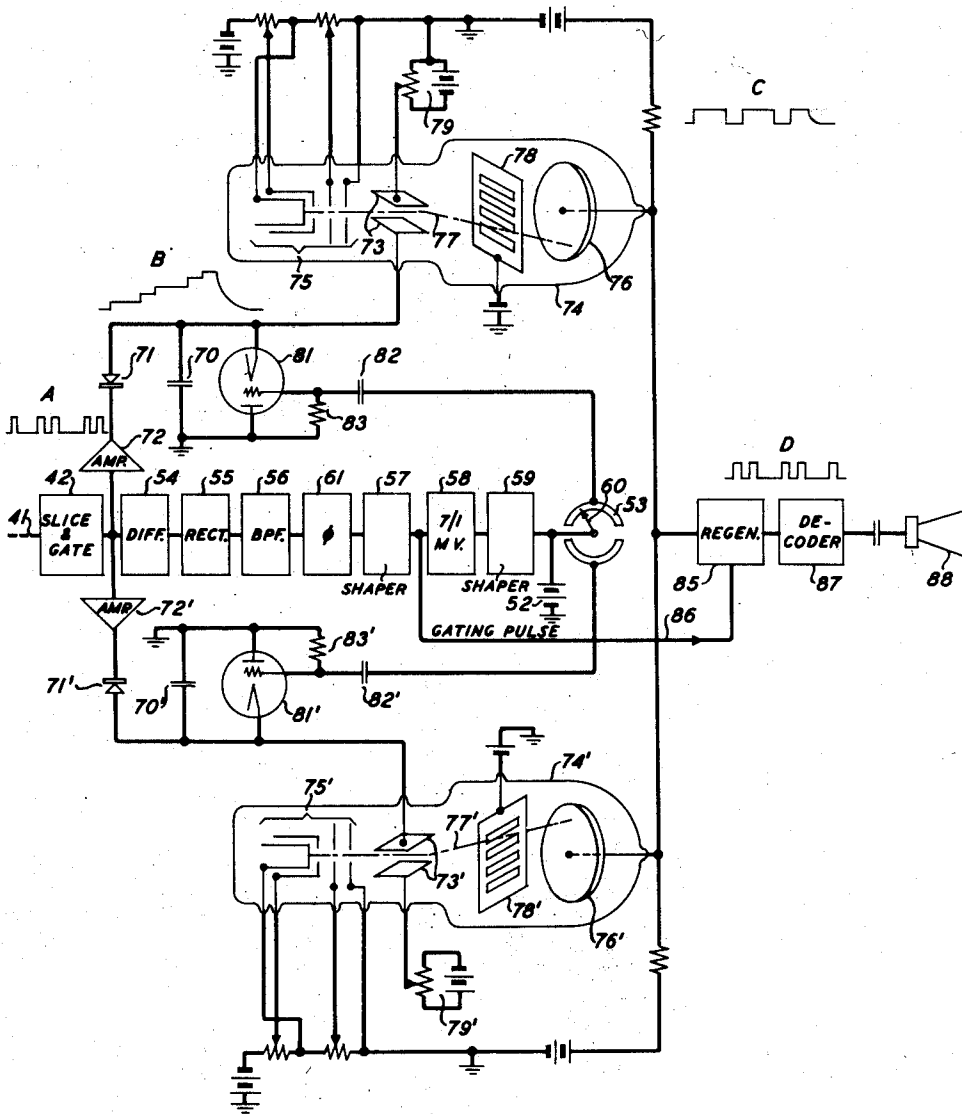 C
79
78
73
77
76
75
74
B
71
70
81
82
83
A
72
AMP.
D
42
54
55
56
61
57
58
59
60
53
41
SLICE & GATE
DIFF.
RECT.
BPF.
ϕ
7/1 M V.
REGEN.
DE-CODER
SHAPER
SHAPER
52
85
87
88
AMP.
72'
GATING PULSE
86
83'
71'
70'
82'
81'
74'
75'
77'
73'
78'
76'
79'